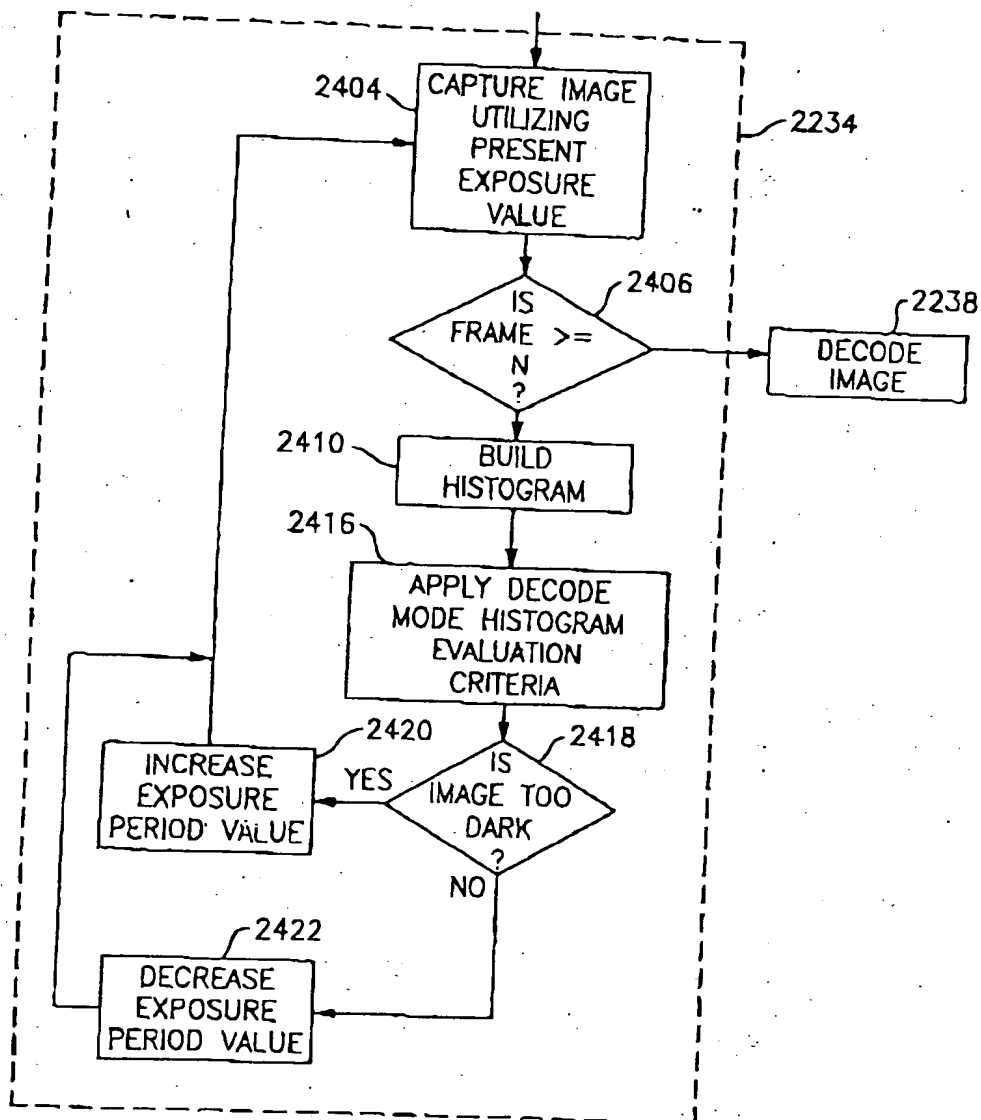 2404
CAPTURE IMAGE
UTILIZING
PRESENT
EXPOSURE
VALUE
2234
IS
FRAME >=
N
?
2406
2238
DECODE
IMAGE
2410
BUILD
HISTOGRAM
2416
APPLY DECODE
MODE HISTOGRAM
EVALUATION
CRITERIA
2420
INCREASE
EXPOSURE
PERIOD VALUE
YES
2418
IS
IMAGE TOO
DARK
?
NO
2422
DECREASE
EXPOSURE
PERIOD VALUE